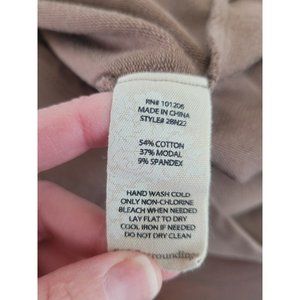 RN# 101206
MADE IN CHINA
STYLE# 28N22
54% COTTON
37% MODAL
9% SPANDEX
HAND WASH COLD
ONLY NON-CHLORINE
BLEACH WHEN NEEDED
LAY FLAT TO DRY
COOL IRON IF NEEDED
DO NOT DRY CLEAN